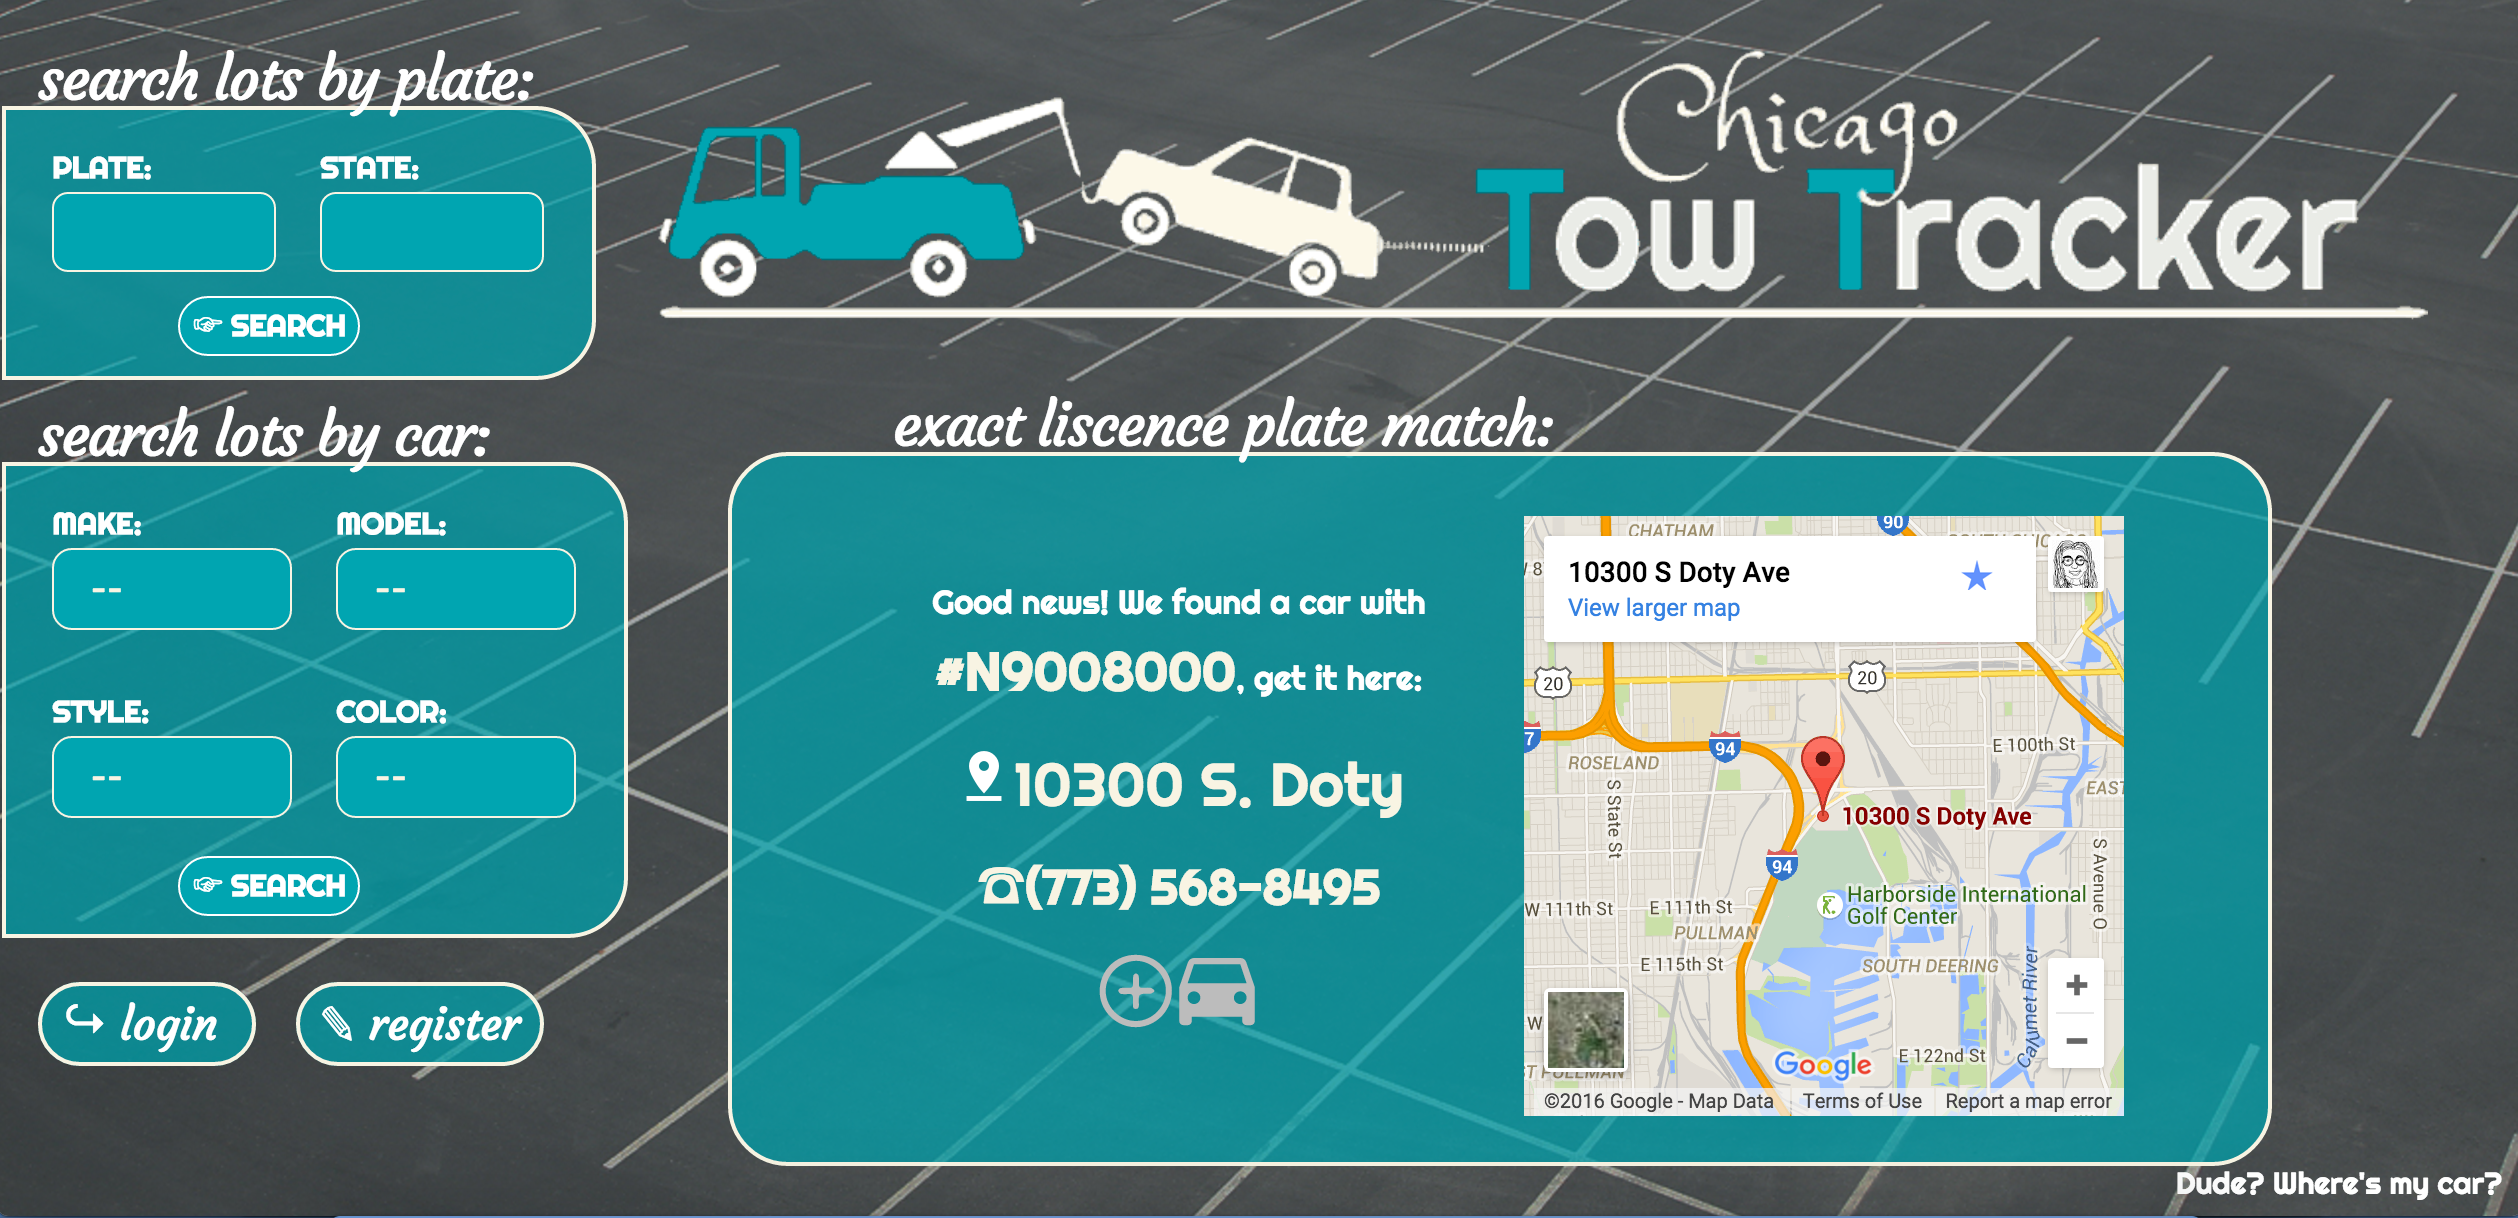 search lots by plate:
PLATE:
STATE:
☞ SEARCH
Chicago
Tow Tracker
search lots by car:
MAKE:
MODEL:
--
--
STYLE:
COLOR:
--
--
☞ SEARCH
login
register
exact liscence plate match:
Good news! We found a car with
#N9008000, get it here:
10300 S. Doty
☎(773) 568-8495
10300 S Doty Ave
View larger map
CHATHAM
90
20
20
94
ROSELAND
E 100th St
EAST
S State St
10300 S Doty Ave
94
S Avenue O
Harborside International
Golf Center
W 111th St
E 111th St
PULLMAN
E 115th St
SOUTH DEERING
Calumet River
W
E 122nd St
Google
©2016 Google - Map Data
Terms of Use
Report a map error
Dude? Where's my car?